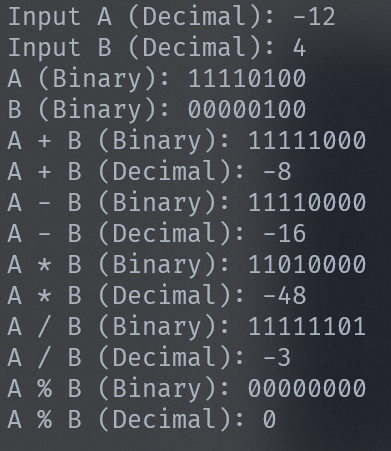 Input A (Decimal): -12
Input B (Decimal): 4
A (Binary): 11110100
B (Binary): 00000100
A + B (Binary): 11111000
A + B (Decimal): -8
A - B (Binary): 11110000
A - B (Decimal): -16
A * B (Binary): 11010000
A * B (Decimal): -48
A / B (Binary): 11111101
A / B (Decimal): -3
A % B (Binary): 00000000
A % B (Decimal): 0